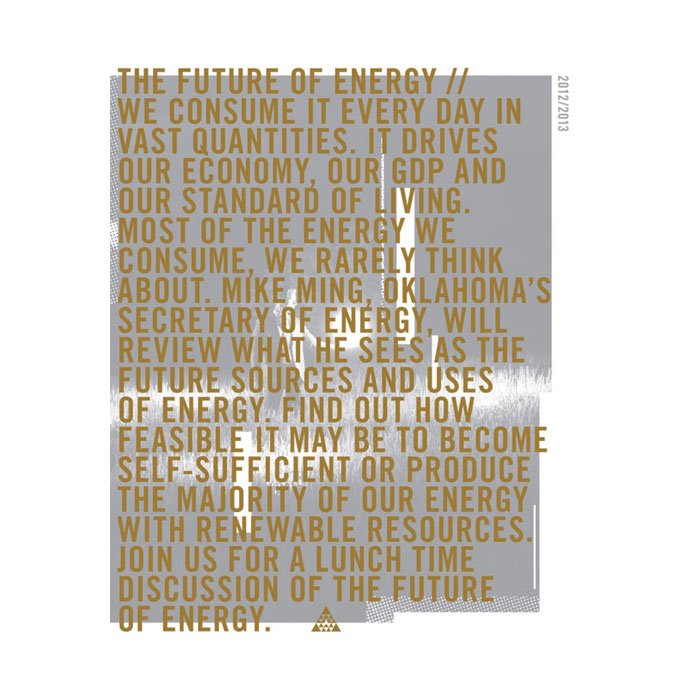 THE FUTURE OF ENERGY //
WE CONSUME IT EVERY DAY IN
VAST QUANTITIES. IT DRIVES
OUR ECONOMY, OUR GDP AND
OUR STANDARD OF LIVING.
MOST OF THE ENERGY WE
CONSUME, WE RARELY THINK
ABOUT. MIKE MING, OKLAHOMA'S
SECRETARY OF ENERGY, WILL
REVIEW WHAT HE SEES AS THE
FUTURE SOURCES AND USES
OF ENERGY. FIND OUT HOW
FEASIBLE IT MAY BE TO BECOME
SELF-SUFFICIENT OR PRODUCE
THE MAJORITY OF OUR ENERGY
WITH RENEWABLE RESOURCES.
JOIN US FOR A LUNCH TIME
DISCUSSION OF THE FUTURE
OF ENERGY.
2012/2013